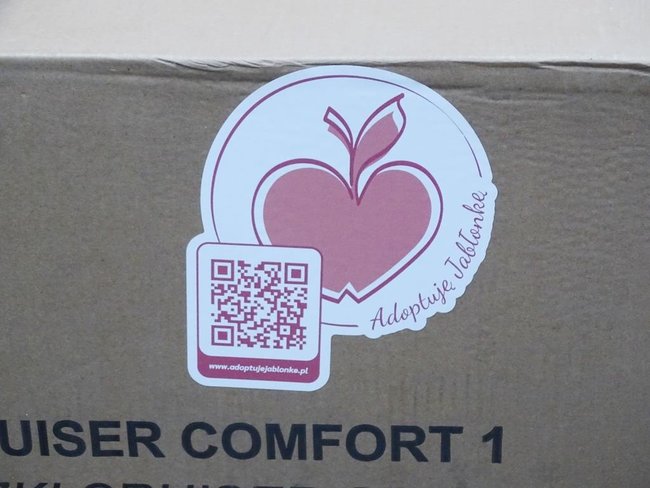 Adoptuję Jabłonkę
www.adoptujejablonke.pl
UISER COMFORT 1